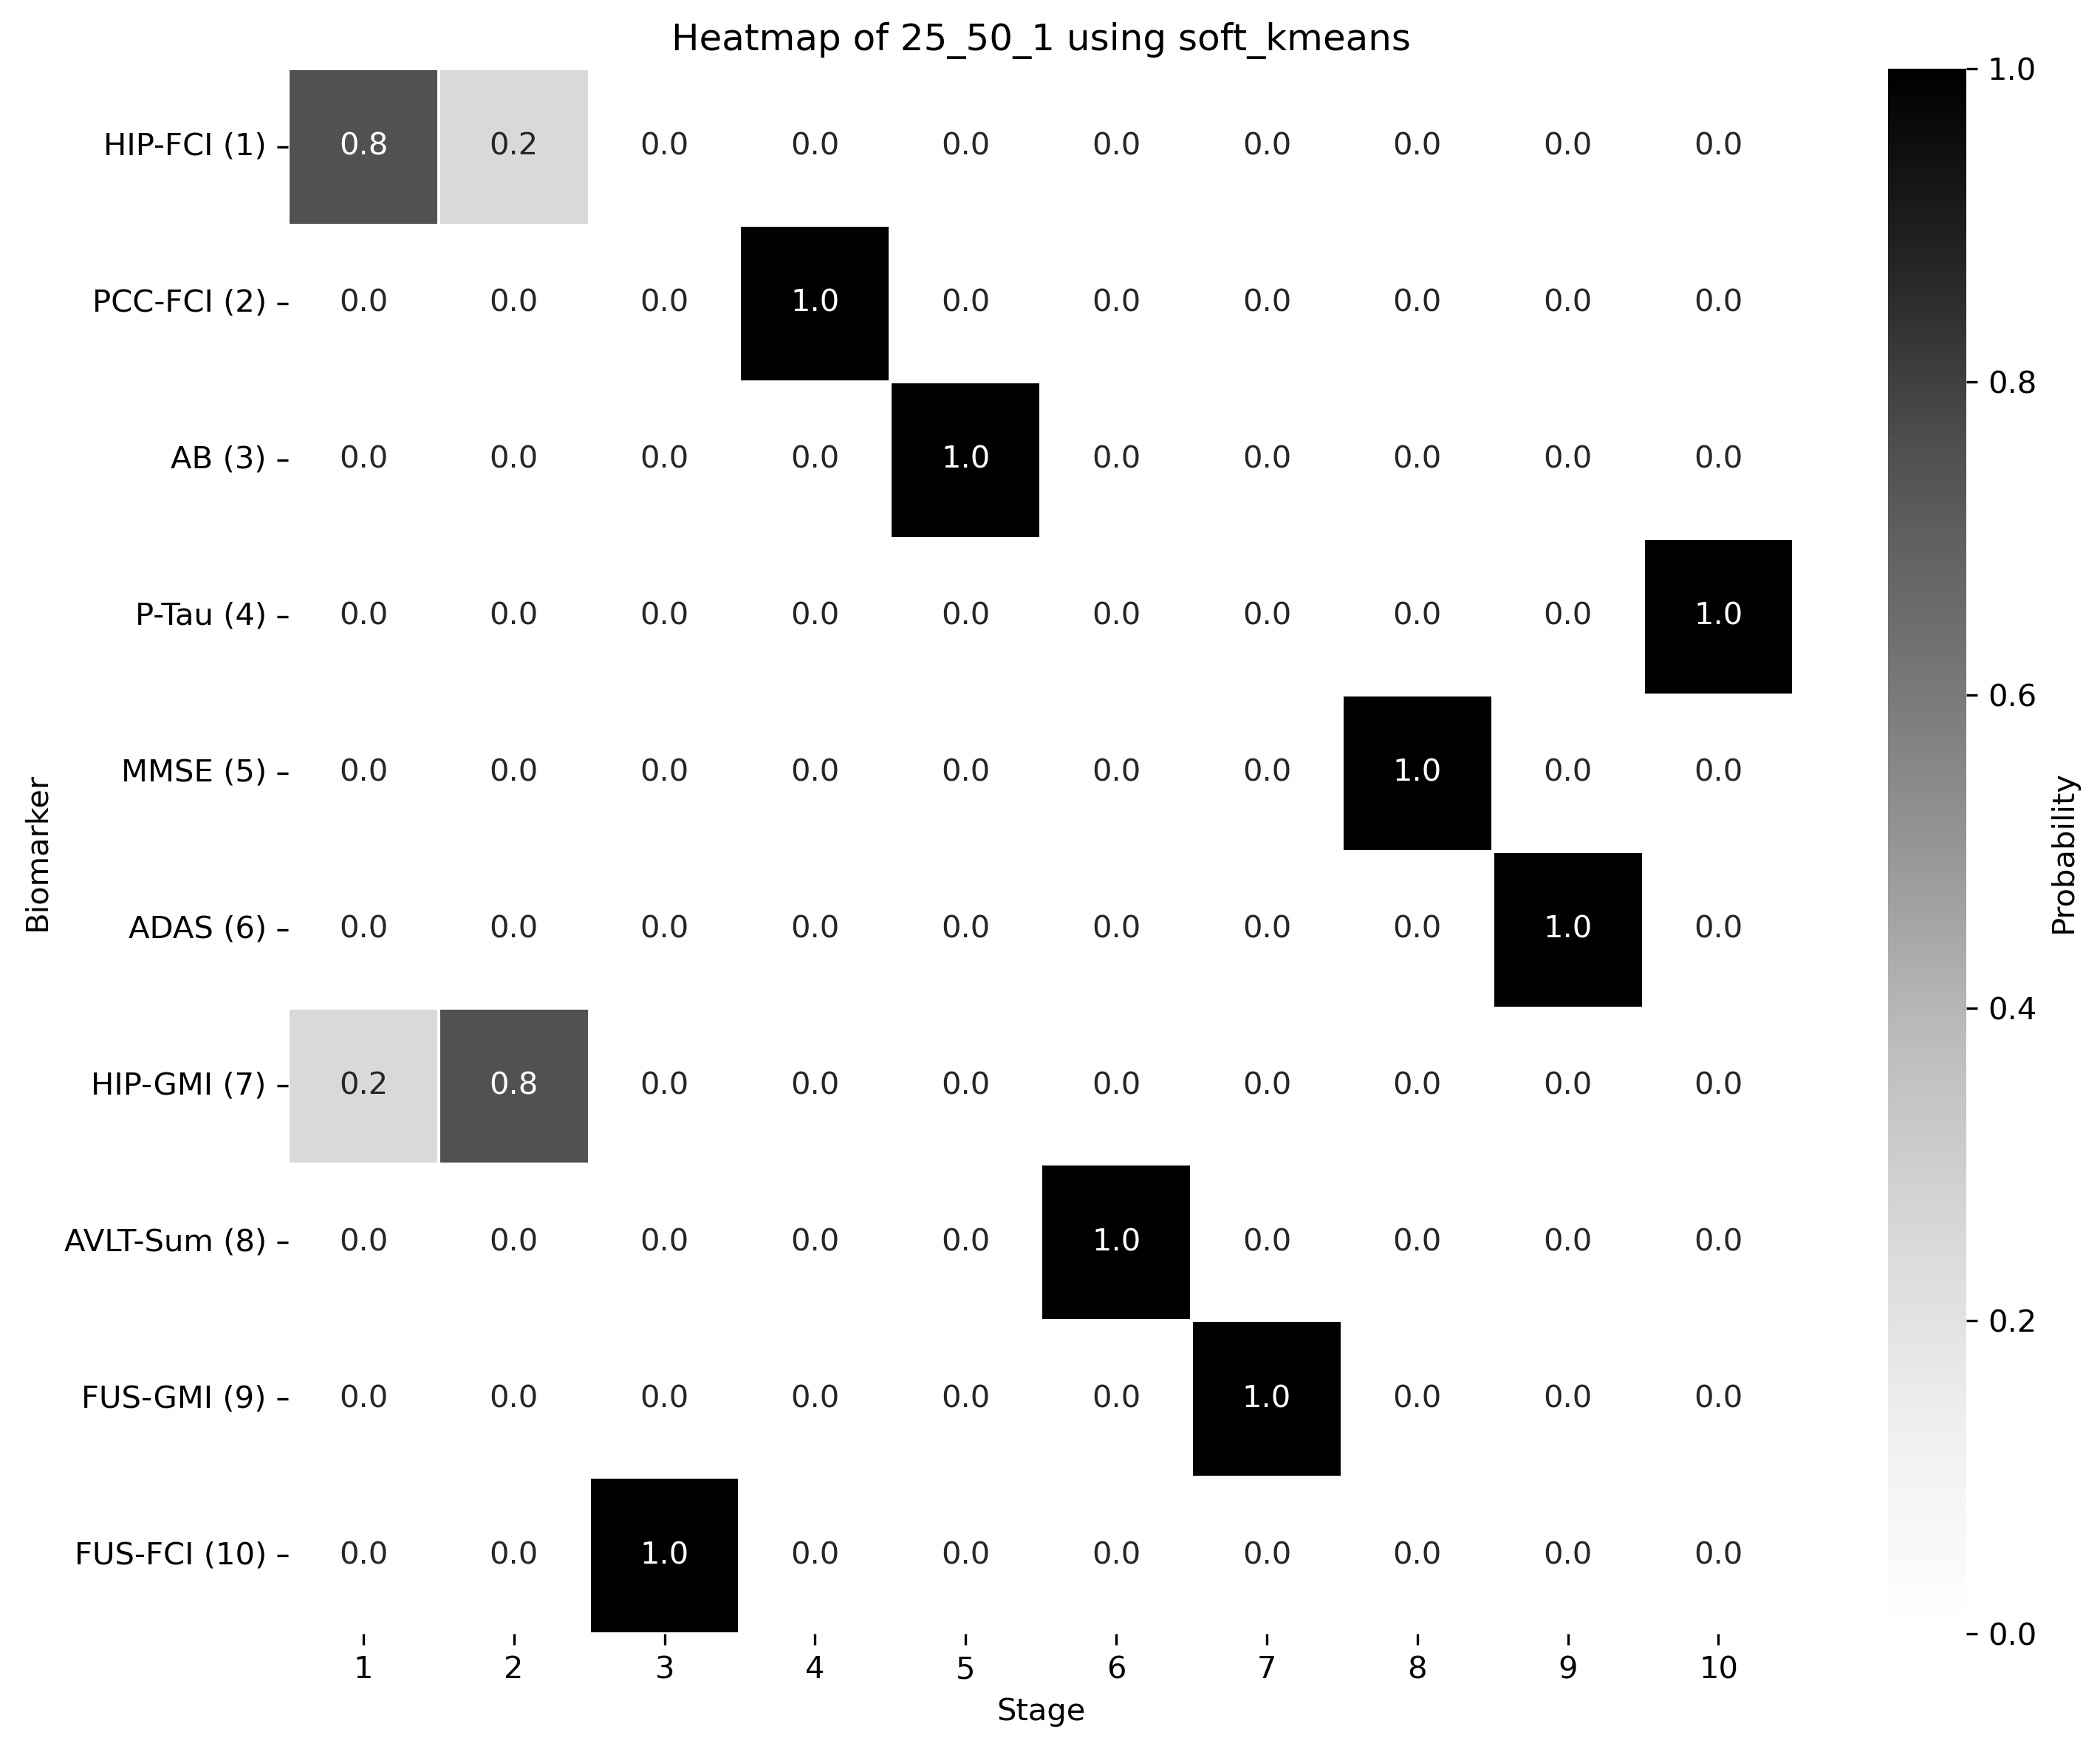 Heatmap of 25_50_1 using soft_kmeans
HIP-FCI (1) 0.8 0.2 0.0 0.0 0.0 0.0 0.0 0.0 0.0 0.0
PCC-FCI (2) 0.0 0.0 0.0 1.0 0.0 0.0 0.0 0.0 0.0 0.0
AB (3) 0.0 0.0 0.0 0.0 1.0 0.0 0.0 0.0 0.0 0.0
P-Tau (4) 0.0 0.0 0.0 0.0 0.0 0.0 0.0 0.0 0.0 1.0
MMSE (5) 0.0 0.0 0.0 0.0 0.0 0.0 0.0 1.0 0.0 0.0
ADAS (6) 0.0 0.0 0.0 0.0 0.0 0.0 0.0 0.0 1.0 0.0
HIP-GMI (7) 0.2 0.8 0.0 0.0 0.0 0.0 0.0 0.0 0.0 0.0
AVLT-Sum (8) 0.0 0.0 0.0 0.0 0.0 1.0 0.0 0.0 0.0 0.0
FUS-GMI (9) 0.0 0.0 0.0 0.0 0.0 0.0 1.0 0.0 0.0 0.0
FUS-FCI (10) 0.0 0.0 1.0 0.0 0.0 0.0 0.0 0.0 0.0 0.0
1 2 3 4 5 6 7 8 9 10
Stage
Biomarker
1.0
0.8
0.6
0.4
0.2
0.0
Probability